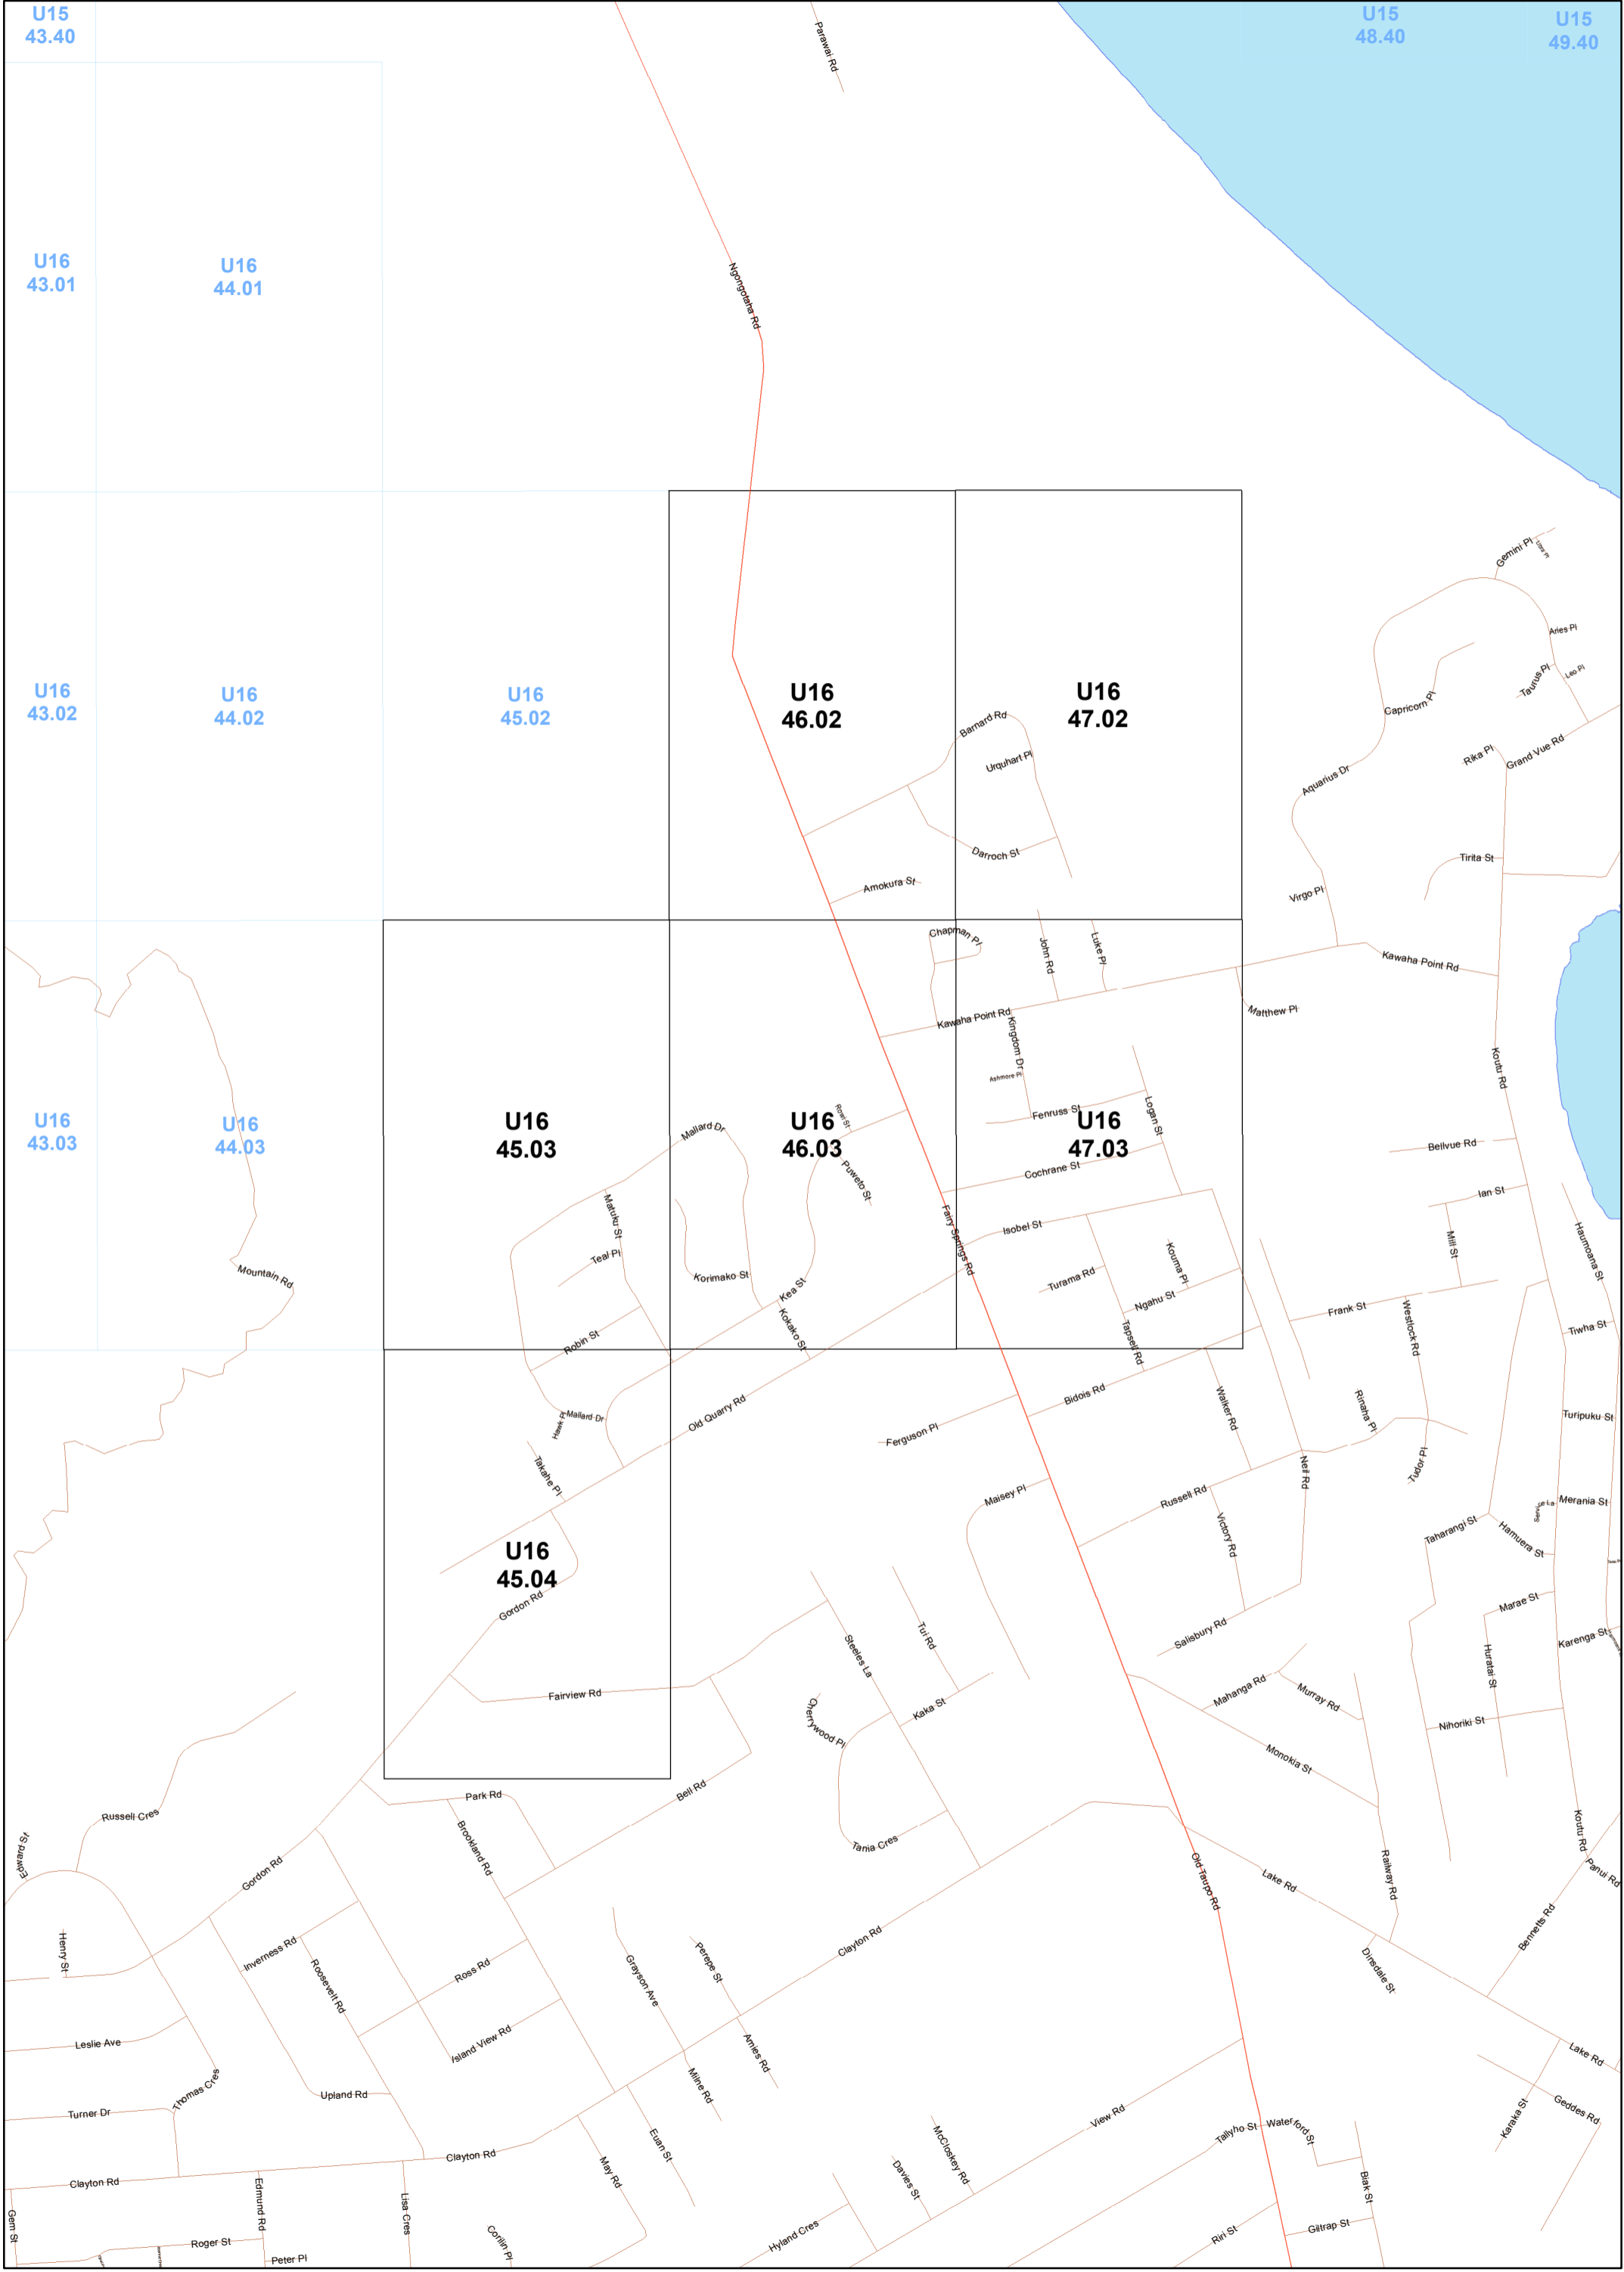 U15
43.40
Parawai Rd
U15
48.40
U15
49.40
U16
43.01
U16
44.01
Ngongotaha Rd
Gemini Pl
Aries Pl
Leo Pl
Taurus Pl
Capricorn Pl
U16
43.02
U16
44.02
U16
45.02
U16
46.02
U16
47.02
Barnard Rd
Urquhart Pl
Rika Pl
Grand Vue Rd
Aquarius Dr
Darroch St
Tirita St
Amokura St
Virgo Pl
Chapman Pl
John Rd
Luke Pl
Kawaha Point Rd
Kawaha Point Rd
Matthew Pl
Kingdom Dr
Ashmore Pl
Koutu Rd
U16
43.03
U16
44.03
U16
45.03
U16
46.03
U16
47.03
Fenruss St
Logan St
Mallard Dr
Puweto St
Bellvue Rd
Cochrane St
Ian St
Matuku St
Fairy Springs Rd
Isobel St
Mill St
Haumoana St
Teal Pl
Kouma Pl
Mountain Rd
Korimako St
Turama Rd
Kea St
Ngahu St
Kokako St
Frank St
Westlock Rd
Tiwha St
Robin St
Tapsell Rd
Bidois Rd
Walker Rd
Rinaha Pl
Turipuku St
Mallard Dr
Hawk Pl
Old Quarry Rd
Ferguson Pl
Takahe Pl
Neil Rd
Tudor Pl
Maisey Pl
Russell Rd
Merania St
Service La
Victory Rd
Taharangi St
Hamuera St
U16
45.04
Gordon Rd
Marae St
Tui Rd
Salisbury Rd
Steeles La
Karenga St
Huratai St
Fairview Rd
Mahanga Rd
Murray Rd
Kaka St
Cherrywood Pl
Nihoriki St
Monokia St
Bell Rd
Park Rd
Russell Cres
Brookland Rd
Tania Cres
Koutu Rd
Edward St
Gordon Rd
Old Taupo Rd
Lake Rd
Railway Rd
Panui Rd
Bennetts Rd
Henry St
Inverness Rd
Clayton Rd
Roosevelt Rd
Ross Rd
Grayson Ave
Perepe St
Dinsdale St
Leslie Ave
Island View Rd
Amies Rd
Lake Rd
Thomas Cres
Upland Rd
Milne Rd
Turner Dr
View Rd
Geddes Rd
Karaka St
Tallyho St
Waterford St
Euan St
McCloskey Rd
Clayton Rd
Clayton Rd
May Rd
Davies St
Biak St
Edmund Rd
Lisa Cres
Gem St
Hyland Cres
Riri St
Giltrap St
Roger St
Corilin Pl
Peter Pl